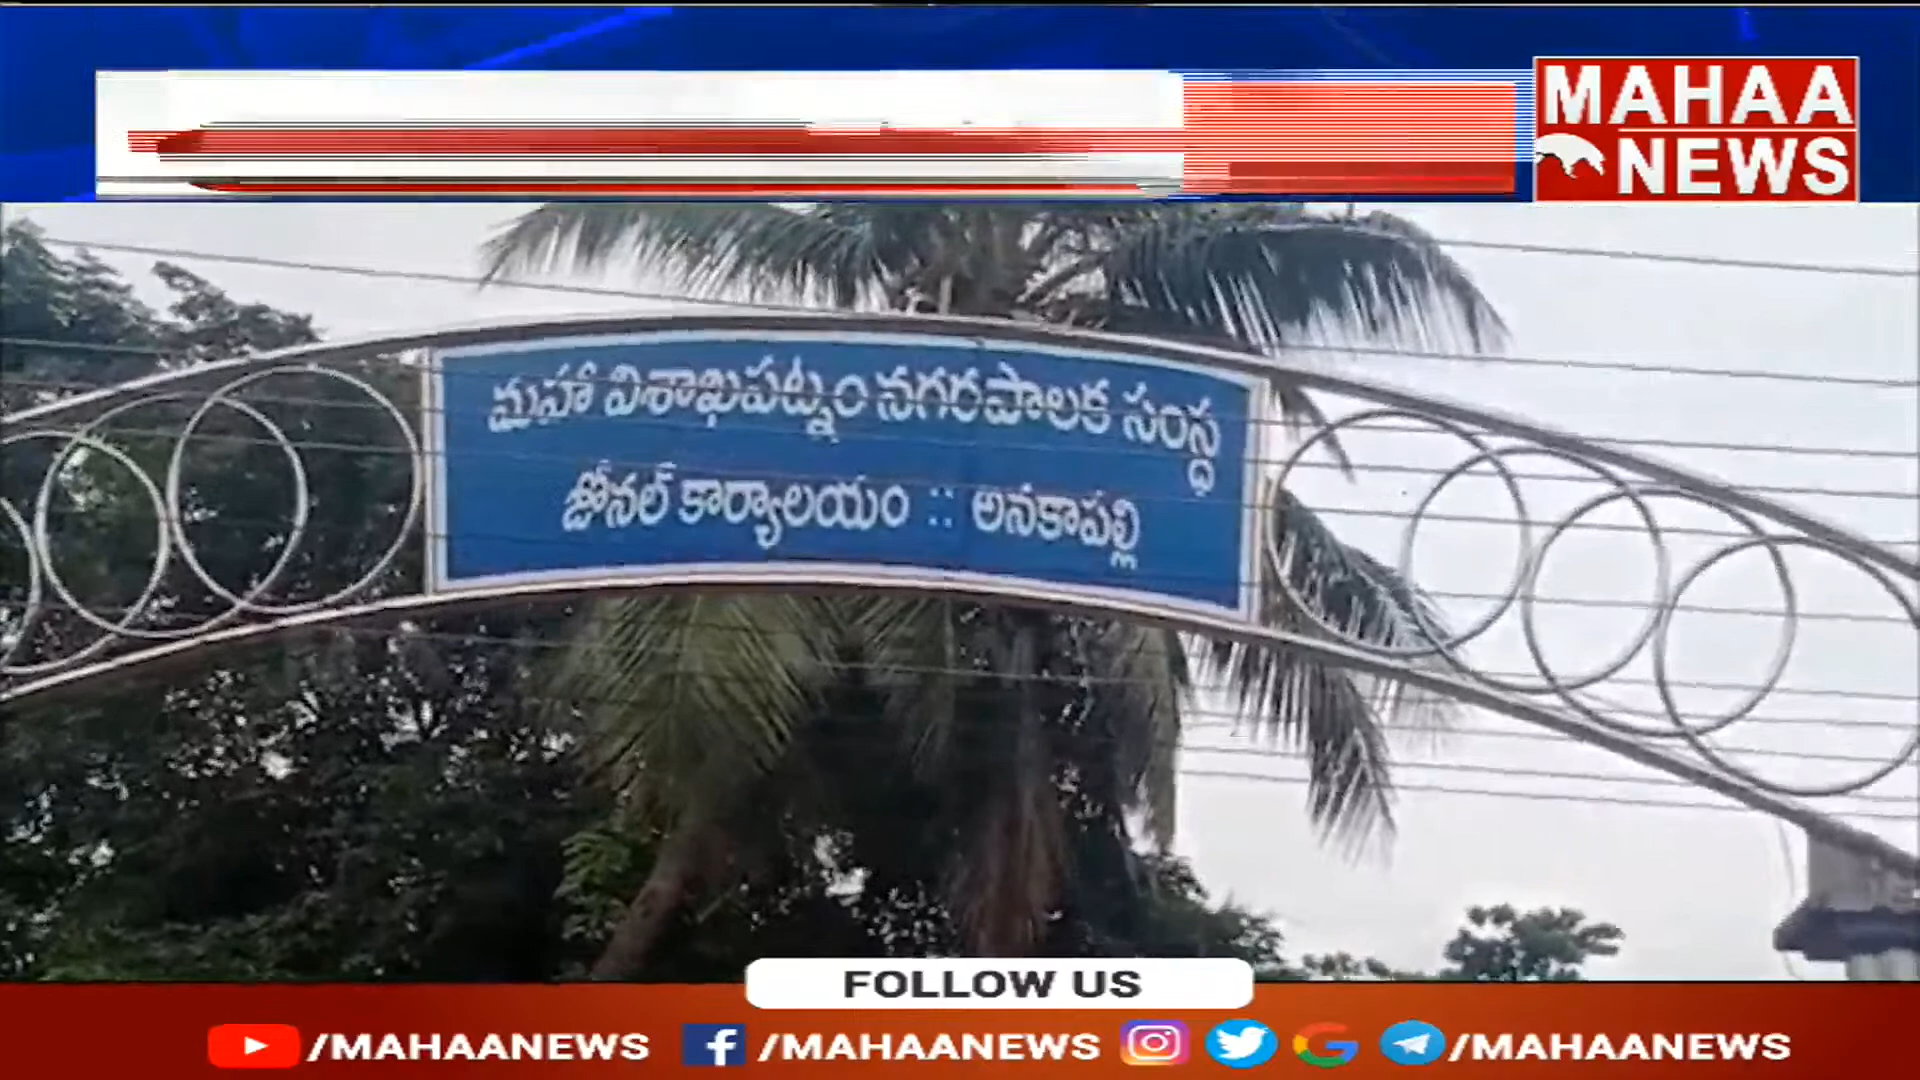 MAHAA
NEWS
మహా విశాఖపట్నం నగరపాలక సంస్థ
జోనల్ కార్యాలయం :: అనకాపల్లి
FOLLOW US
/MAHAANEWS /MAHAANEWS /MAHAANEWS